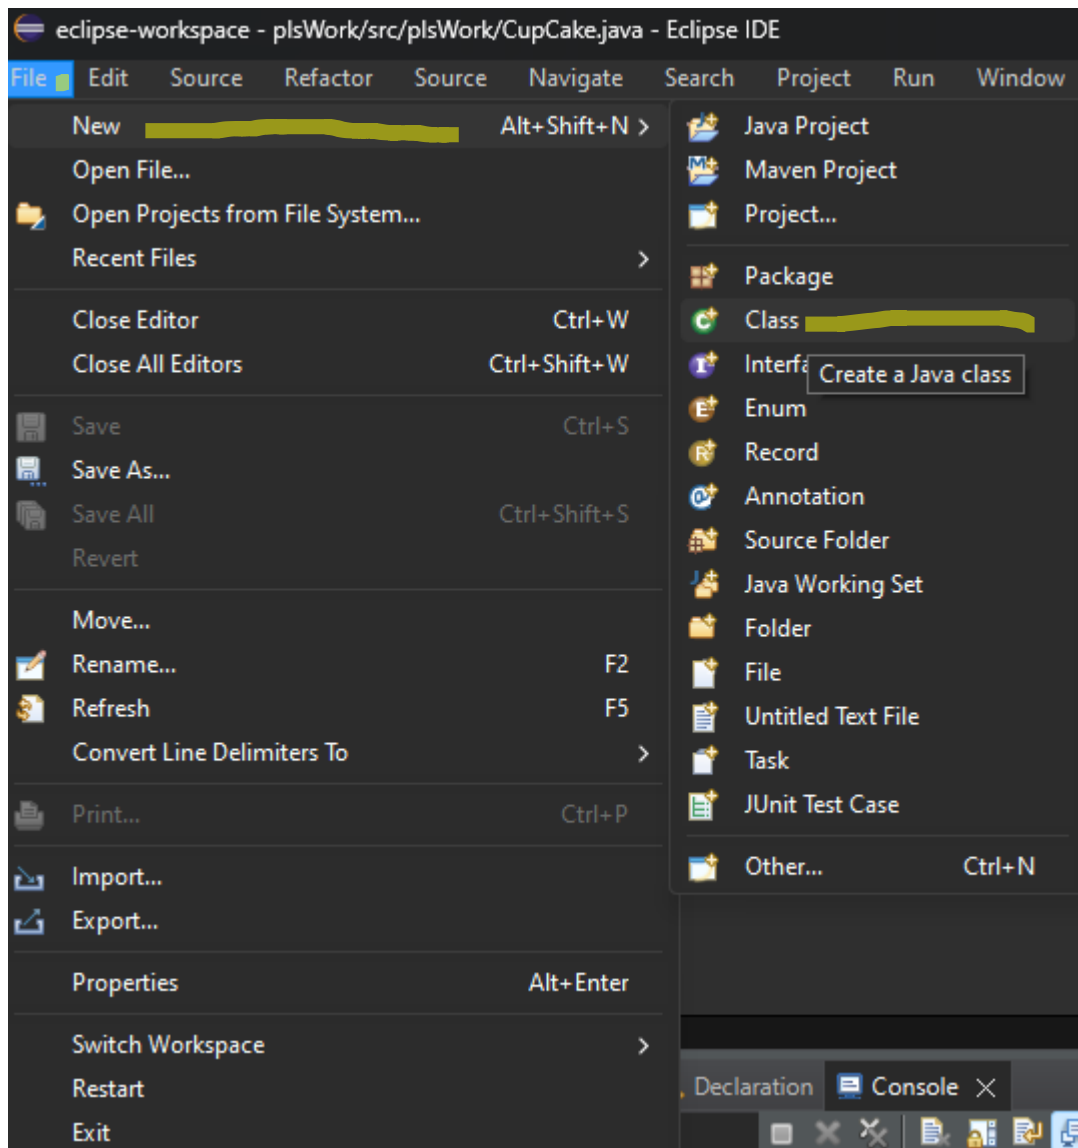 eclipse-workspace - plsWork/src/plsWork/CupCake.java - Eclipse IDE
File Edit Source Refactor Source Navigate Search Project Run Window
New Alt+Shift+N >
Open File...
Open Projects from File System...
Recent Files >
Close Editor Ctrl+W
Close All Editors Ctrl+Shift+W
Save Ctrl+S
Save As...
Save All Ctrl+Shift+S
Revert
Move...
Rename... F2
Refresh F5
Convert Line Delimiters To >
Print... Ctrl+P
Import...
Export...
Properties Alt+Enter
Switch Workspace >
Restart
Exit
Java Project
Maven Project
Project...
Package
Class
Create a Java class
Enum
Record
Annotation
Source Folder
Java Working Set
Folder
File
Untitled Text File
Task
JUnit Test Case
Other... Ctrl+N
Declaration Console